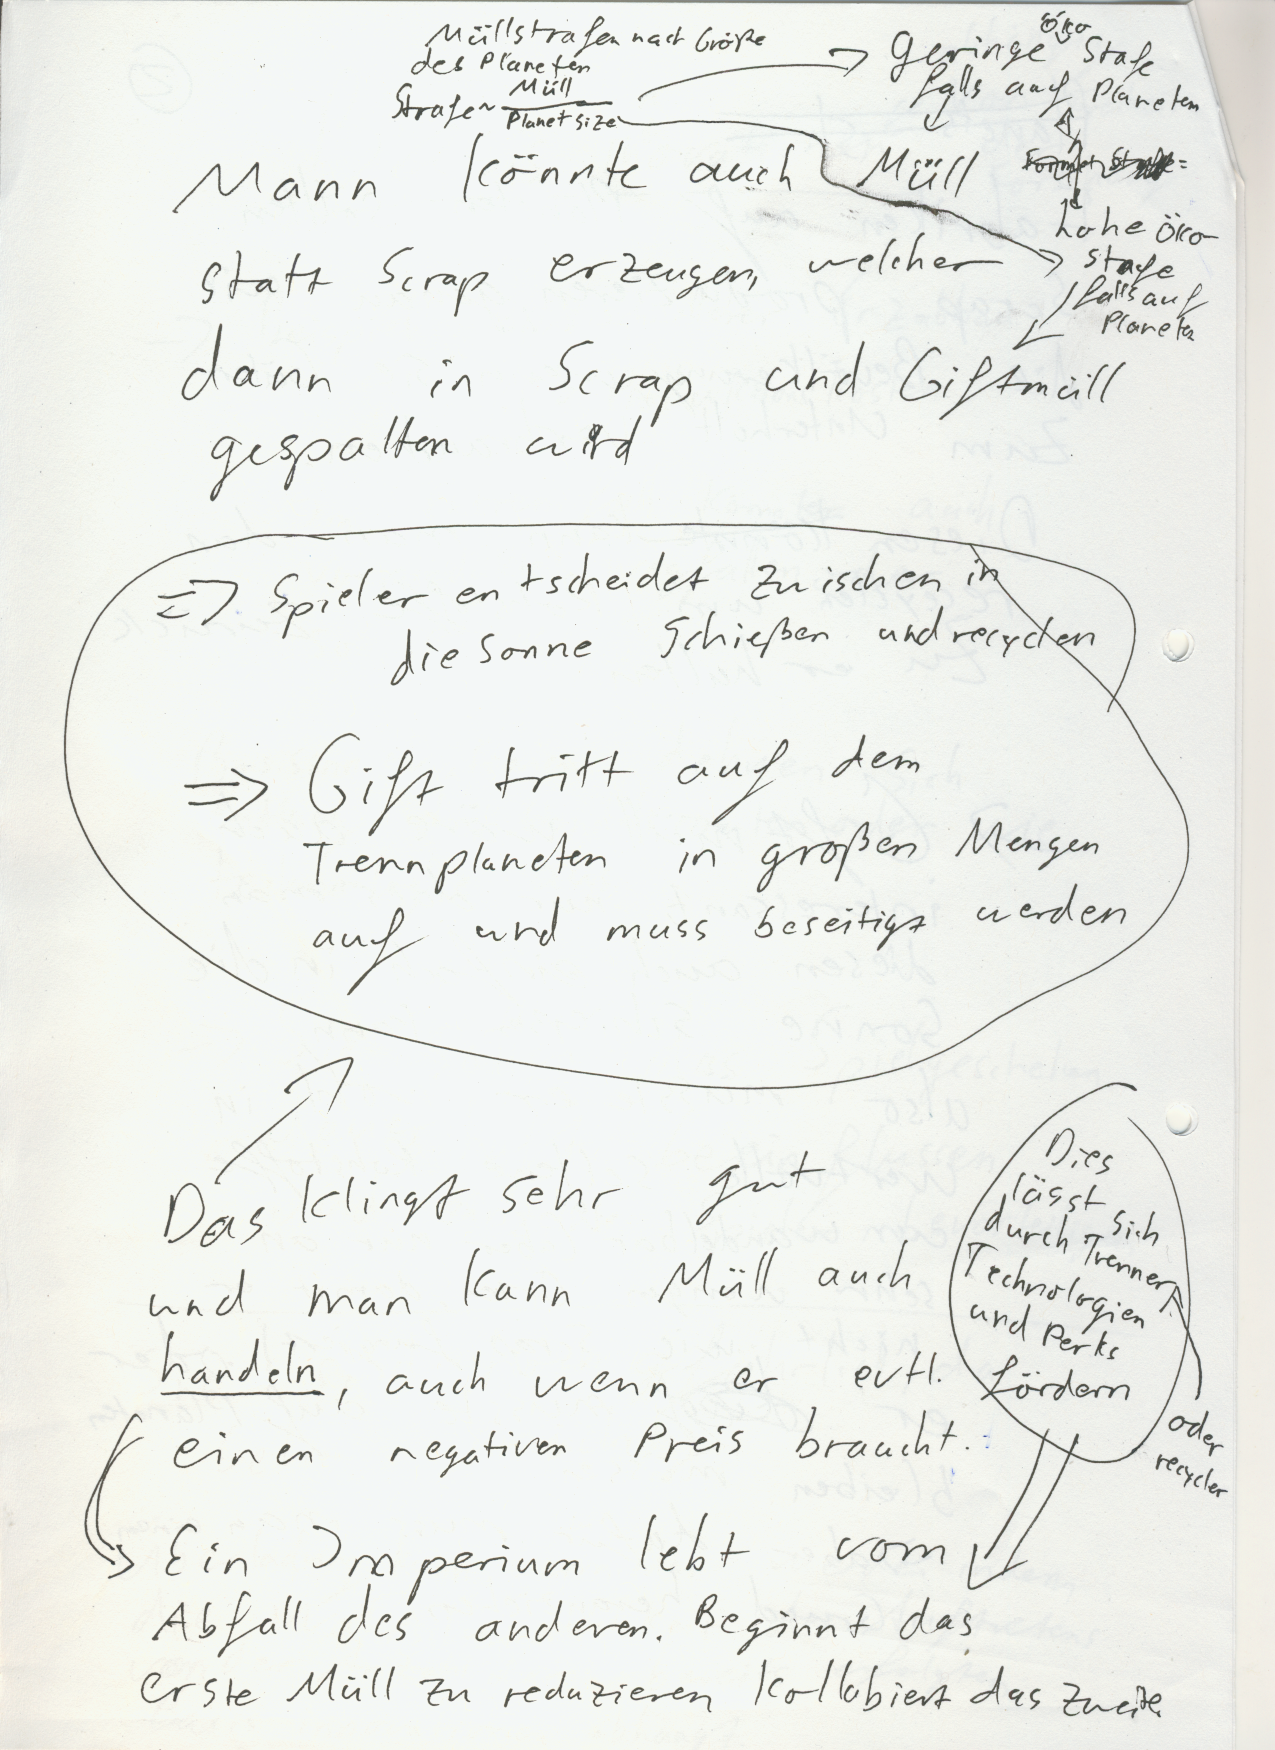 Müllstrafen nach Größe
des Planeten
Strafe ~ Müll
Planet size
Geringe Öko Stafe
falls auf Planeten
Mann könnte auch Müll
hohe Öko-
stafe
falls auf
Planeten
statt Scrap erzeugen, welcher
dann in Scrap und Giftmüll
gespalten wird
=> Spieler entscheidet zwischen in
die Sonne Schießen und recyclen
=> Gift tritt auf dem
Trennplaneten in großen Mengen
auf und muss beseitigt werden
Das klingt sehr gut
und man kann Müll auch
handeln, auch wenn er evtl.
einen negativen Preis braucht.
Dies
lässt sich
durch Trenner
Technologien
und Perks
fördern
oder
recycler
Ein Imperium lebt vom
Abfall des anderen. Beginnt das
erste Müll zu reduzieren kollabiert das zweite.